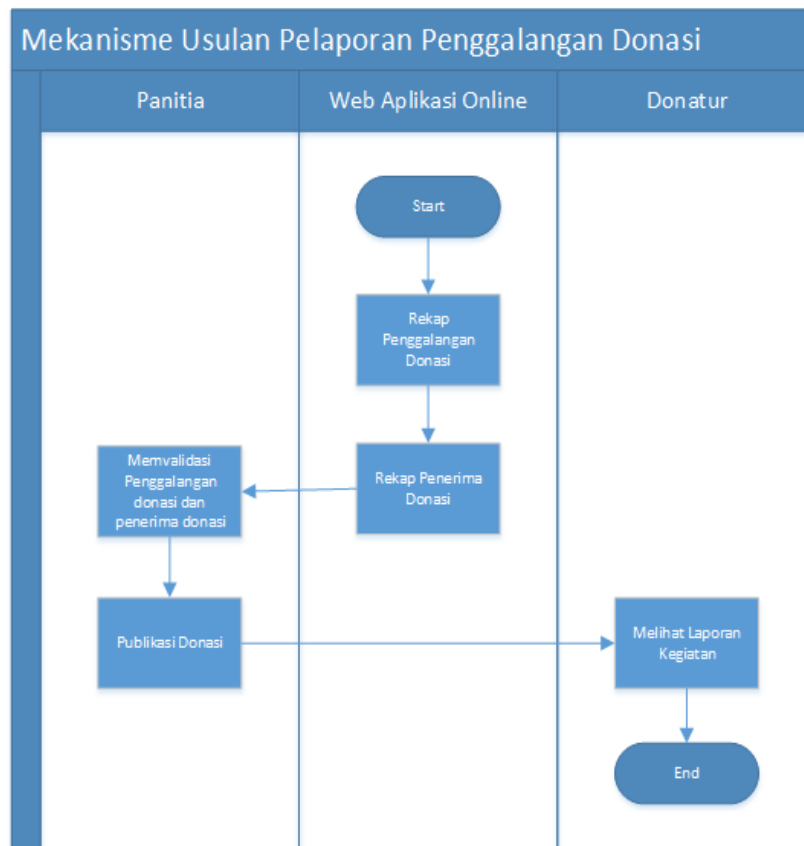 Mekanisme Usulan Pelaporan Penggalangan Donasi
Panitia
Web Aplikasi Online
Donatur
Start
Rekap
Penggalangan
Donasi
Rekap Penerima
Donasi
Memvalidasi
Penggalangan
donasi dan
penerima donasi
Publikasi Donasi
Melihat Laporan
Kegiatan
End